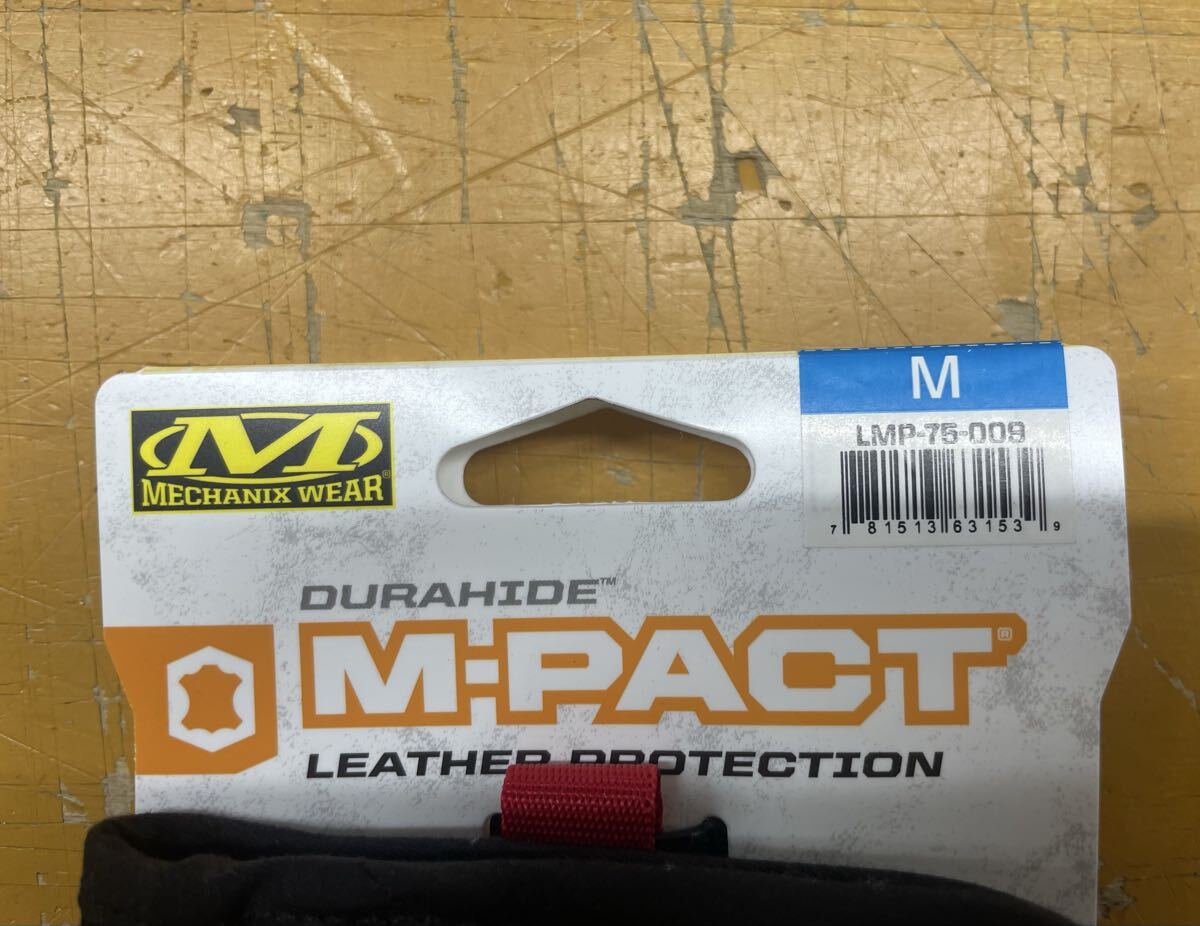 M
MECHANIX WEAR®
M
LMP-75-009
7 81513 63153 9
DURAHIDE™
M-PACT®
LEATHER PROTECTION